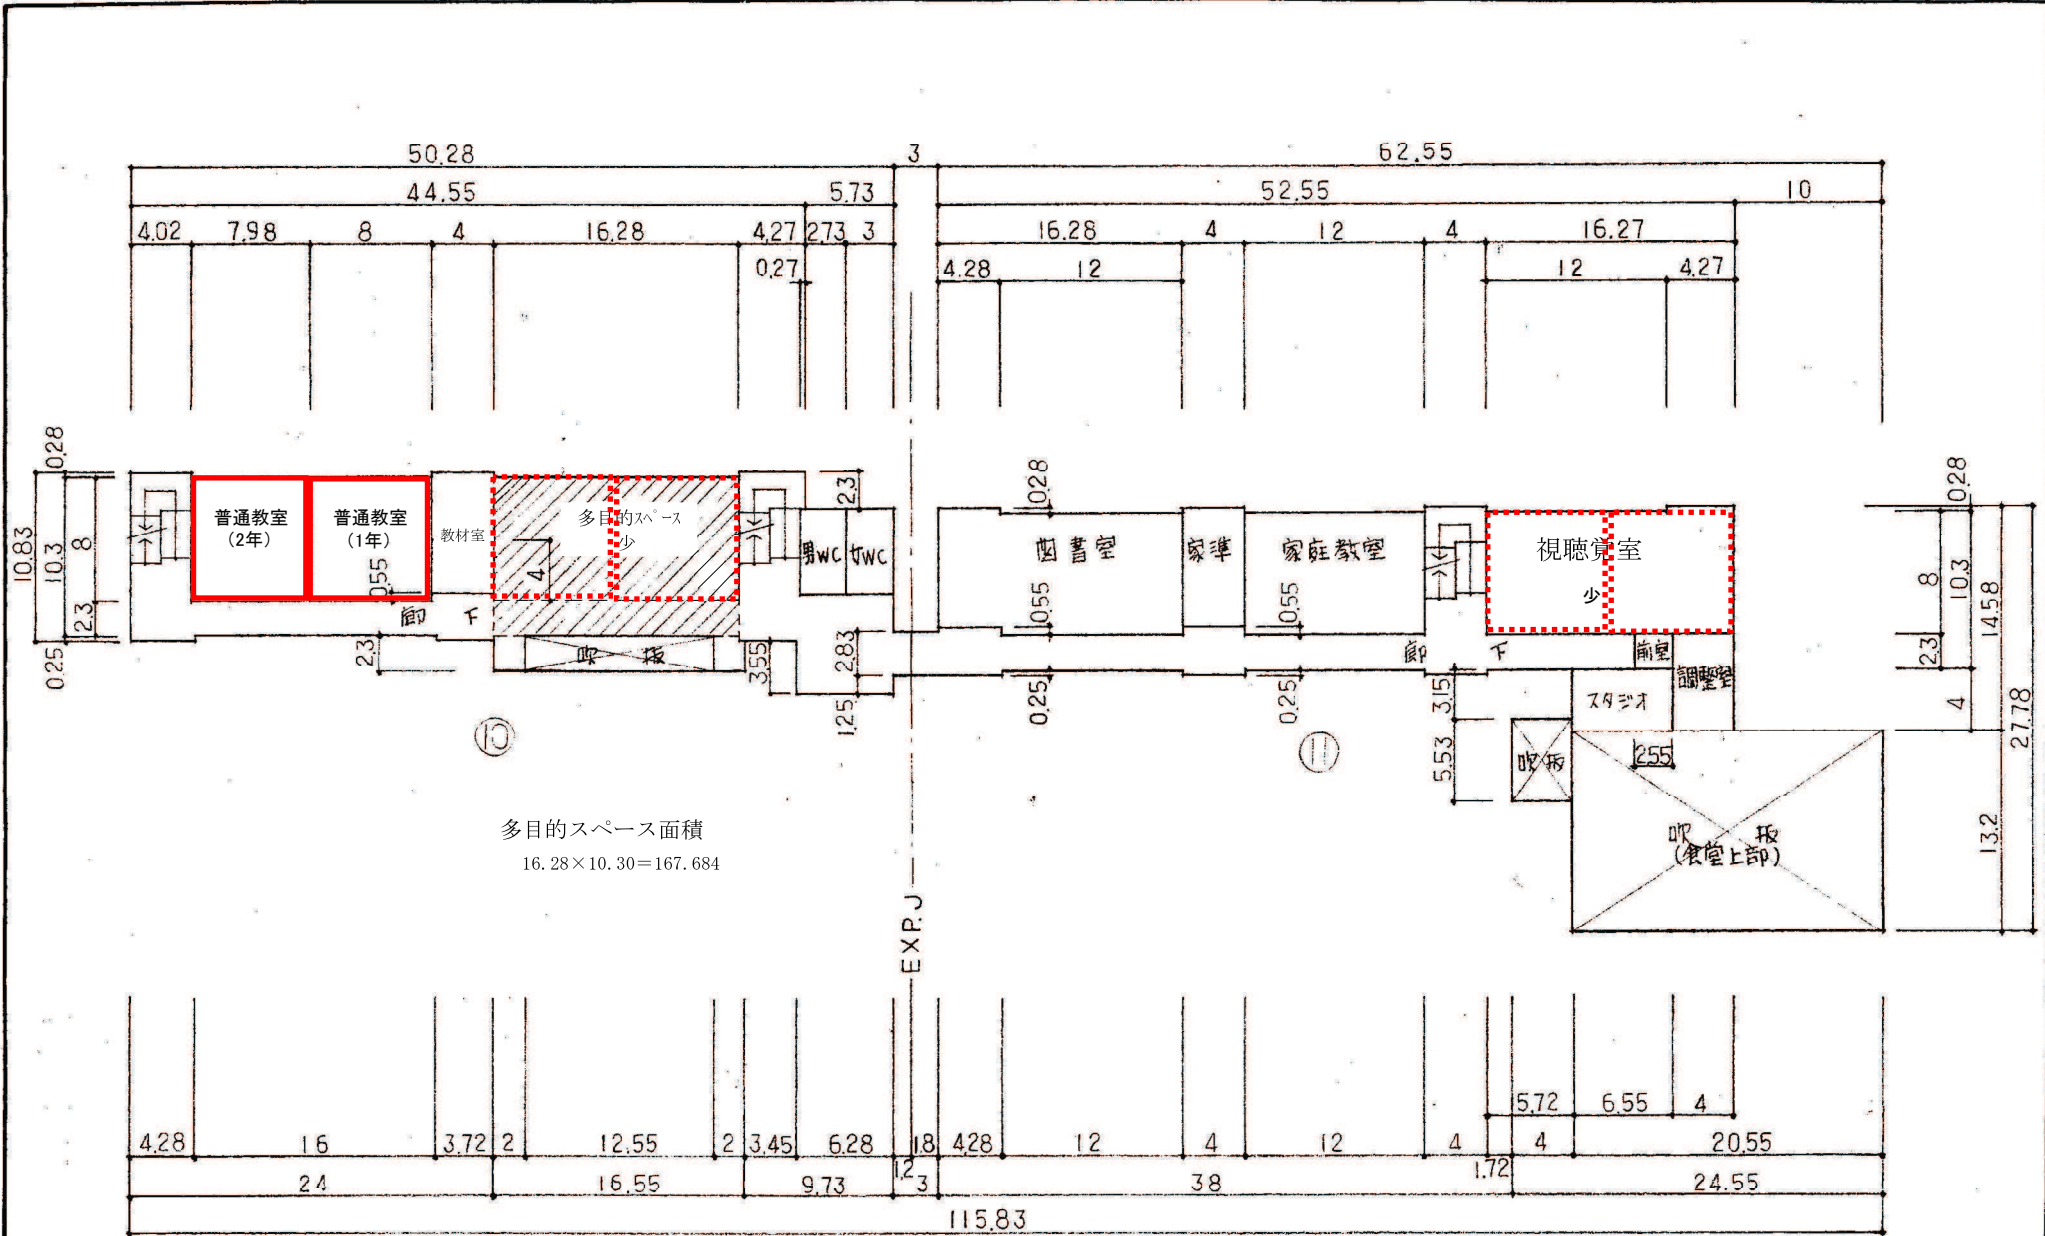 50.28 3 62.55
44.55 5.73 52.55 10
4.02 7.98 8 4 16.28 4.27 2.73 3 16.28 4 12 4 16.27
0.27 4.28 12 12 4.27
0.28 2.3 0.28 0.28
10.83 10.3 8 2.3 0.25
普通教室
(2年)
普通教室
(1年)
教材室
多目的スペース
少
4
0.55
男WC 女WC
図書室 家準 家庭教室
視聴覚室
少
廊下
2.3
吹抜
3.55 2.83 1.25
0.55 0.55
0.25 0.25
廊下
前室
調整室
スタジオ
3.15
5.53
吹抜
2.55
8 10.3 14.58
2.3 4
27.78
13.2
吹抜
(食堂上部)
10
11
多目的スペース面積
16.28×10.30=167.684
EXP.J
5.72 6.55 4
4.28 16 3.72 2 12.55 2 3.45 6.28 1.8 4.28 12 4 12 4 4 20.55
1.2 1.72
24 16.55 9.73 3 38 24.55
115.83